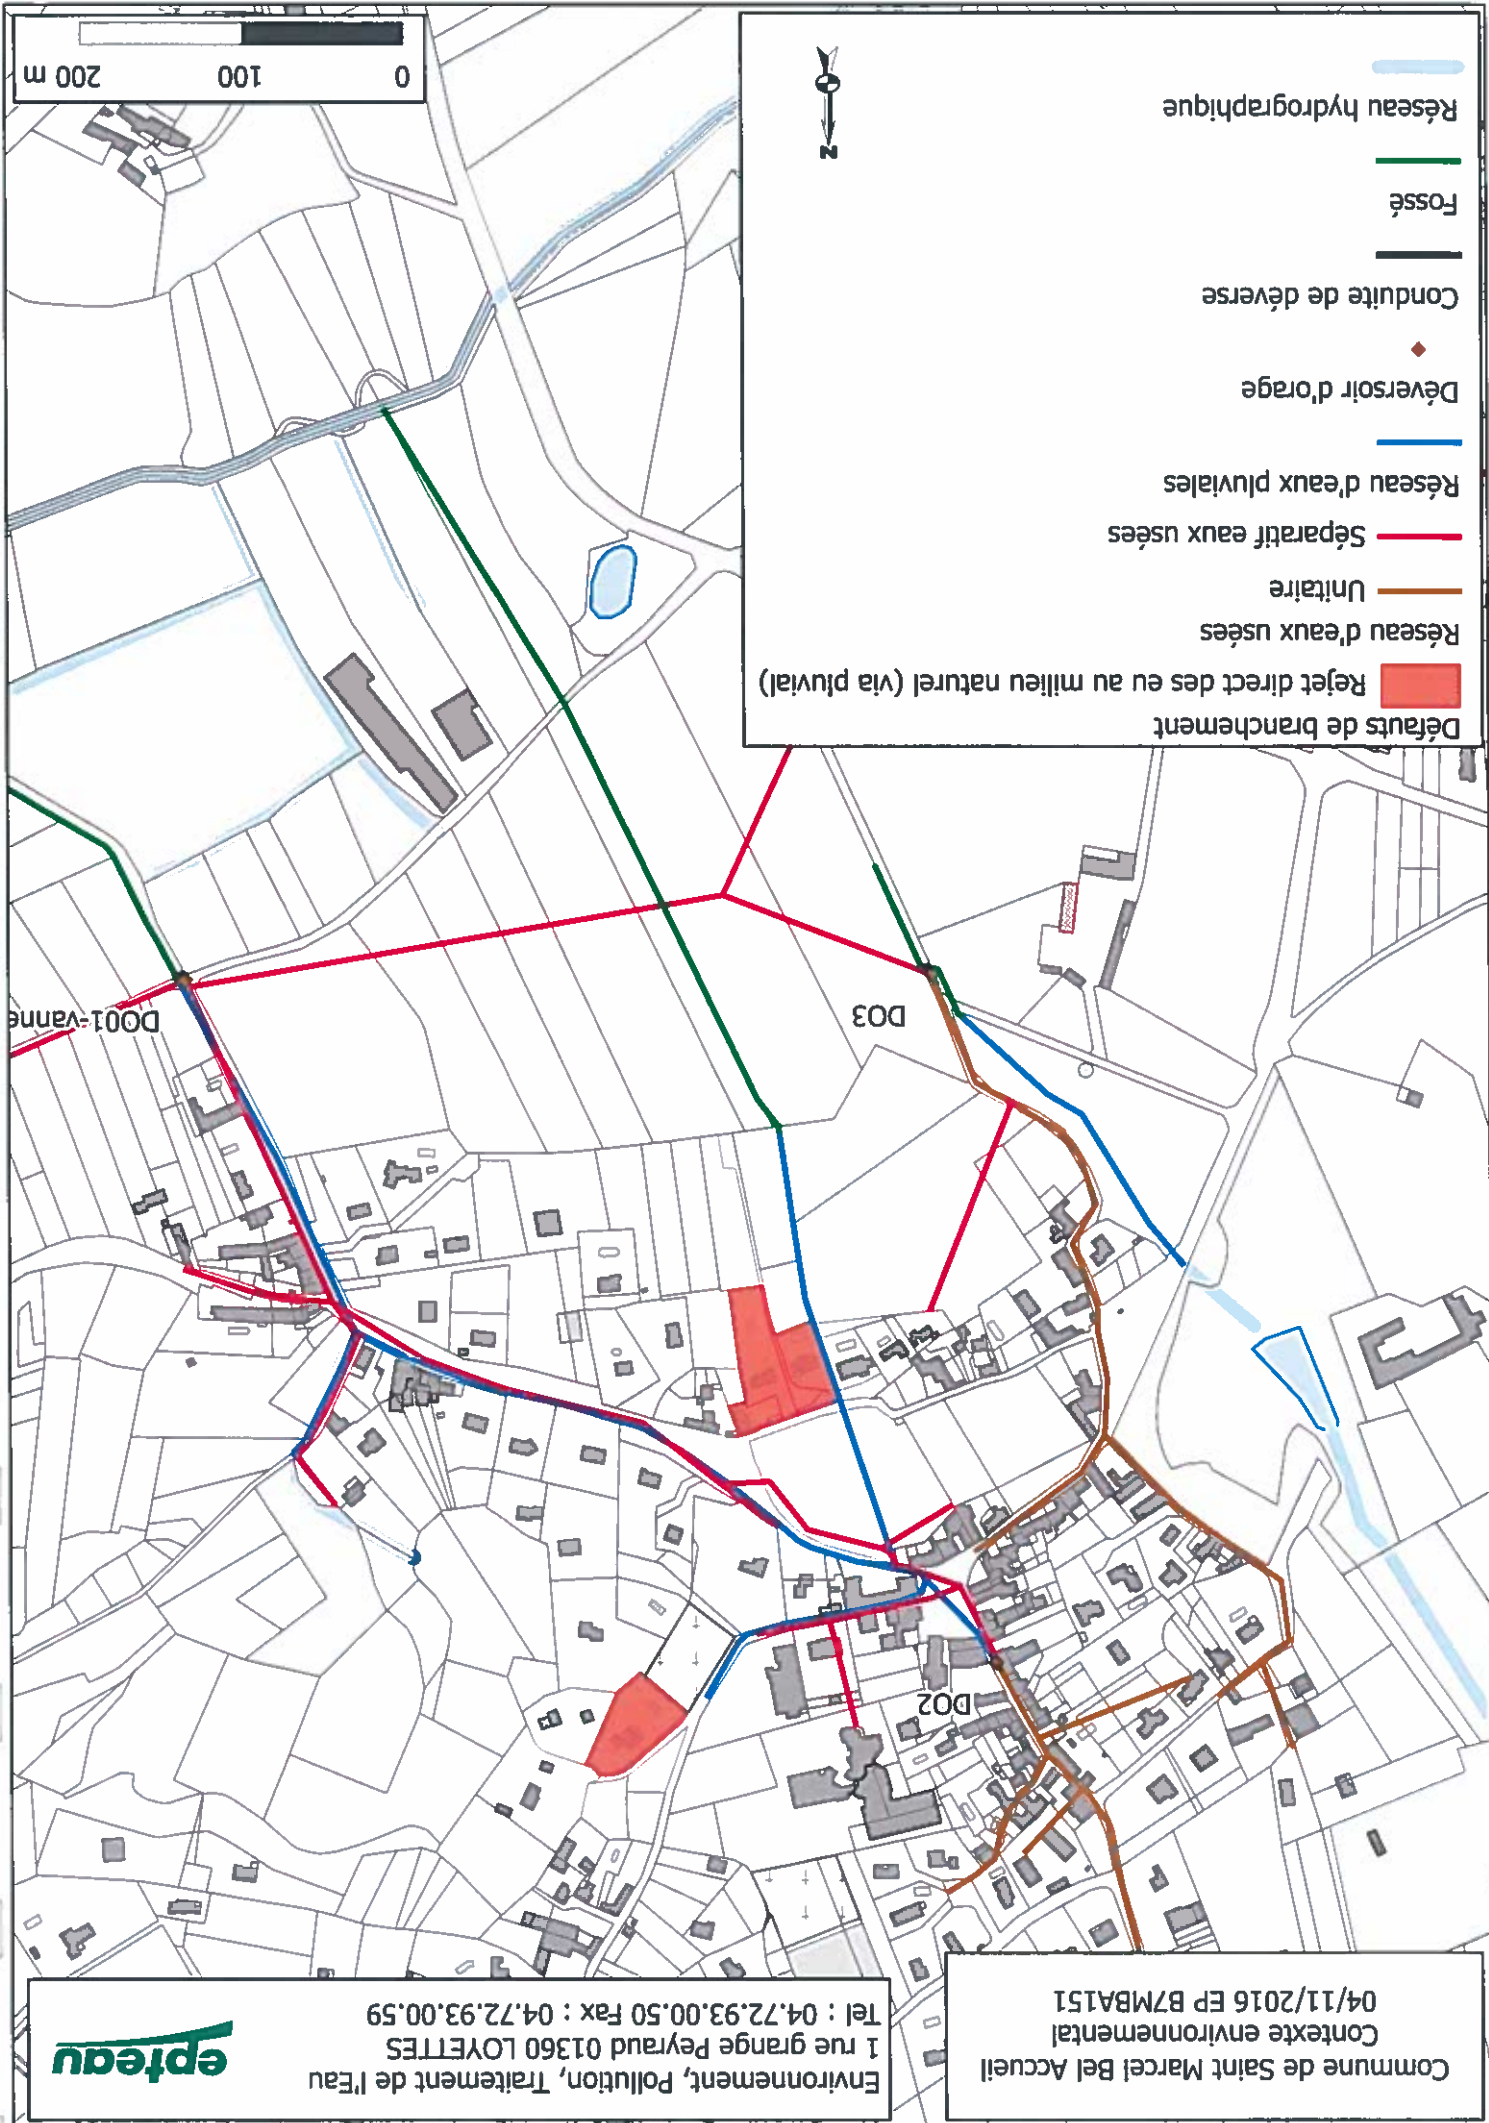 Commune de Saint Marcel Bel Accueil
Contexte environnemental
04/11/2016 EP B7MBA151
Environnement, Pollution, Traitement de l'Eau
1 rue grange Peyraud 01360 LOYETTES
Tel : 04.72.93.00.50 Fax : 04.72.93.00.59
epteau
DO2
DO3
DO01-vanne
Défauts de branchement
Rejet direct des eu au milieu naturel (via pluvial)
Réseau d'eaux usées
Unitaire
Séparatif eaux usées
Réseau d'eaux pluviales
Déversoir d'orage
Conduite de déverse
Fossé
Réseau hydrographique
N
0 100 200 m